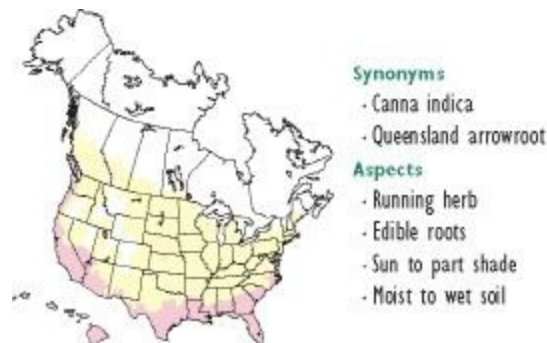 Synonyms
· Canna indica
· Queensland arrowroot
Aspects
· Running herb
· Edible roots
· Sun to part shade
· Moist to wet soil